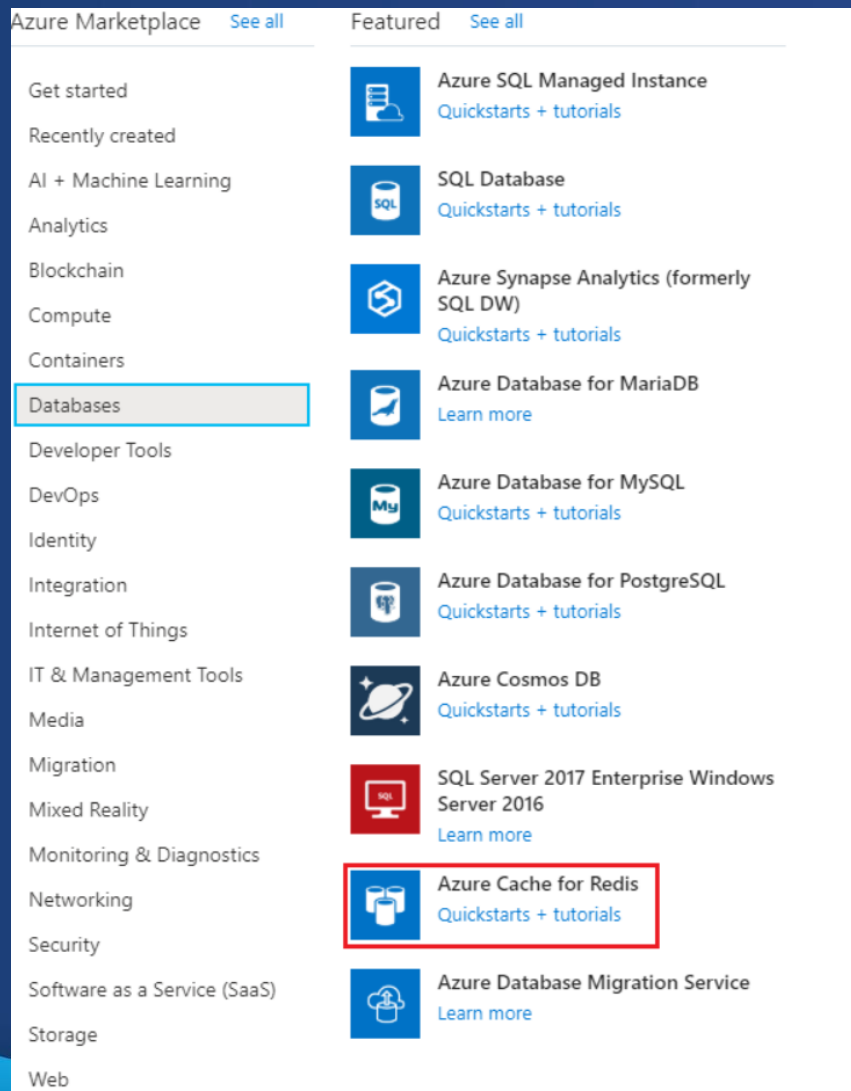 Azure Marketplace See all
Get started
Recently created
AI + Machine Learning
Analytics
Blockchain
Compute
Containers
Databases
Developer Tools
DevOps
Identity
Integration
Internet of Things
IT & Management Tools
Media
Migration
Mixed Reality
Monitoring & Diagnostics
Networking
Security
Software as a Service (SaaS)
Storage
Web
Featured See all
Azure SQL Managed Instance
Quickstarts + tutorials
SQL
SQL Database
Quickstarts + tutorials
Azure Synapse Analytics (formerly
SQL DW)
Quickstarts + tutorials
Azure Database for MariaDB
Learn more
My
Azure Database for MySQL
Quickstarts + tutorials
Azure Database for PostgreSQL
Quickstarts + tutorials
Azure Cosmos DB
Quickstarts + tutorials
SQL
SQL Server 2017 Enterprise Windows
Server 2016
Learn more
Azure Cache for Redis
Quickstarts + tutorials
Azure Database Migration Service
Learn more